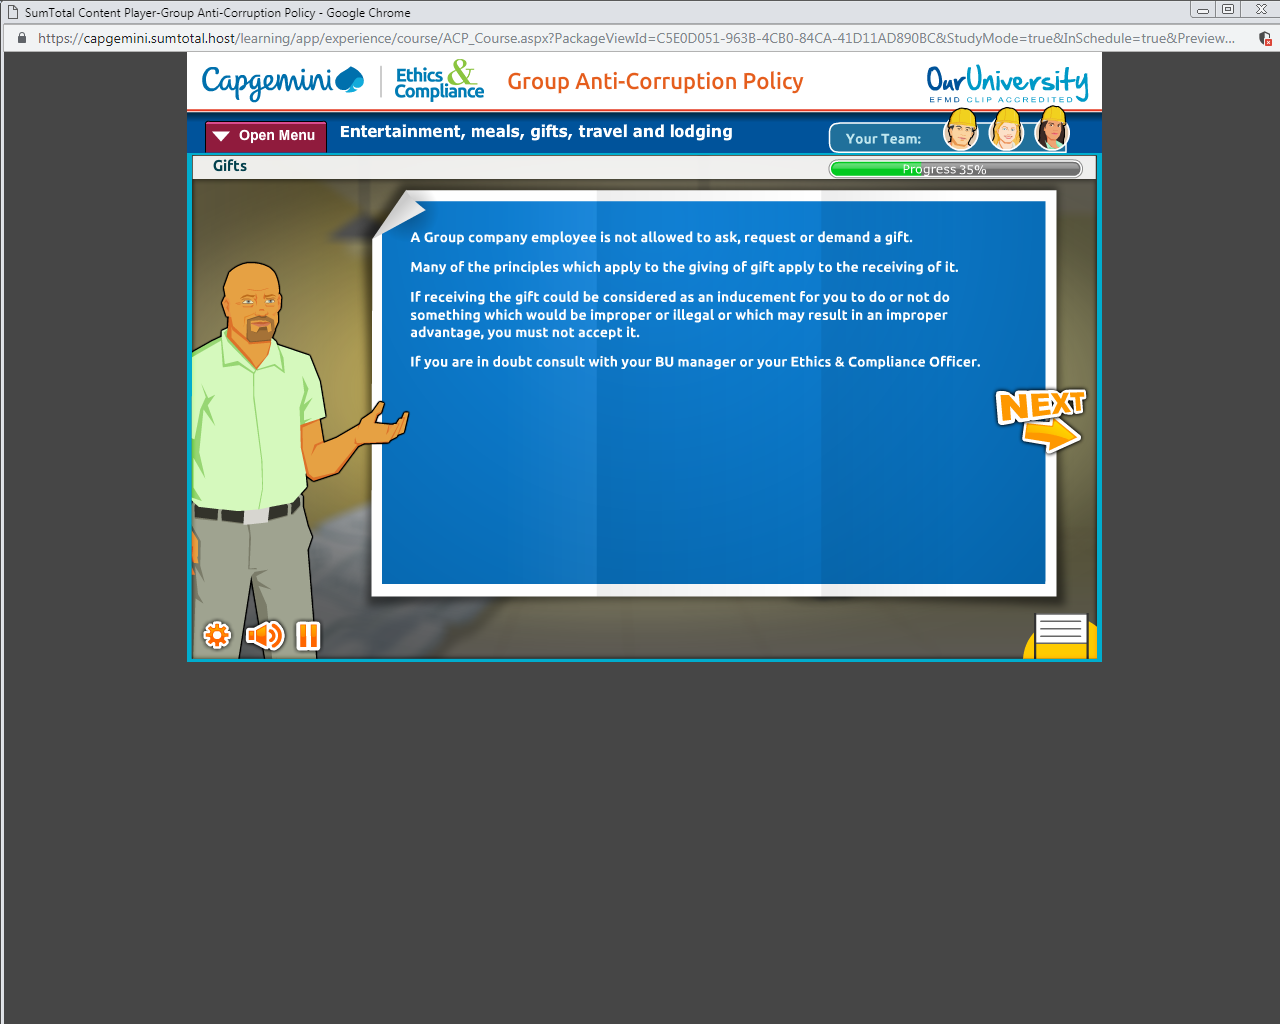 SumTotal Content Player-Group Anti-Corruption Policy - Google Chrome
https://capgemini.sumtotal.host/learning/app/experience/course/ACP_Course.aspx?PackageViewId=C5E0D051-963B-4CB0-84CA-41D11AD890BC&StudyMode=true&InSchedule=true&Preview...
Capgemini
Ethics &
Compliance
Group Anti-Corruption Policy
OurUniversity
EFMD CLIP ACCREDITED
Open Menu
Entertainment, meals, gifts, travel and lodging
Your Team:
Gifts
Progress 35%
A Group company employee is not allowed to ask, request or demand a gift.
Many of the principles which apply to the giving of gift apply to the receiving of it.
If receiving the gift could be considered as an inducement for you to do or not do
something which would be improper or illegal or which may result in an improper
advantage, you must not accept it.
If you are in doubt consult with your BU manager or your Ethics & Compliance Officer.
NEXT